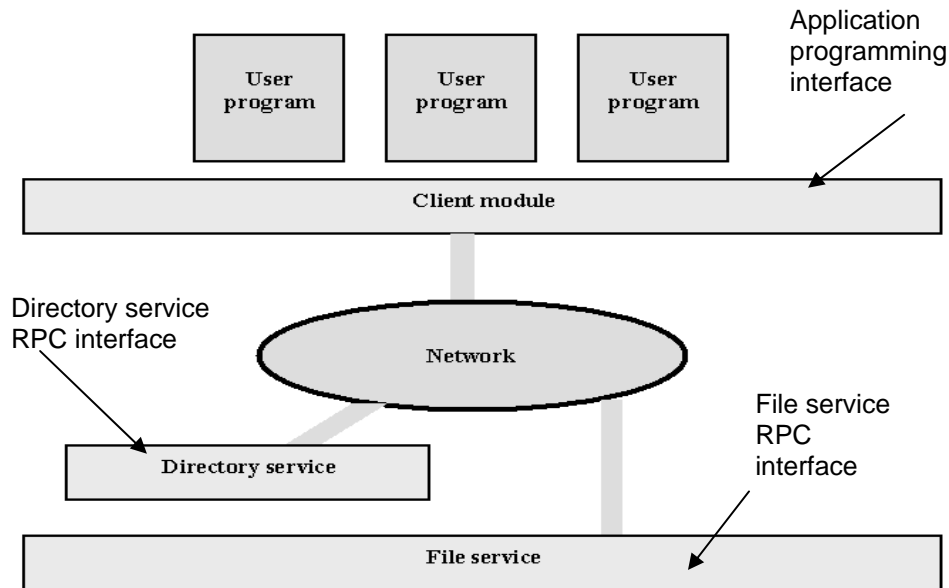 Application
programming
interface
User
program
User
program
User
program
Client module
Directory service
RPC interface
Network
File service
RPC
interface
Directory service
File service